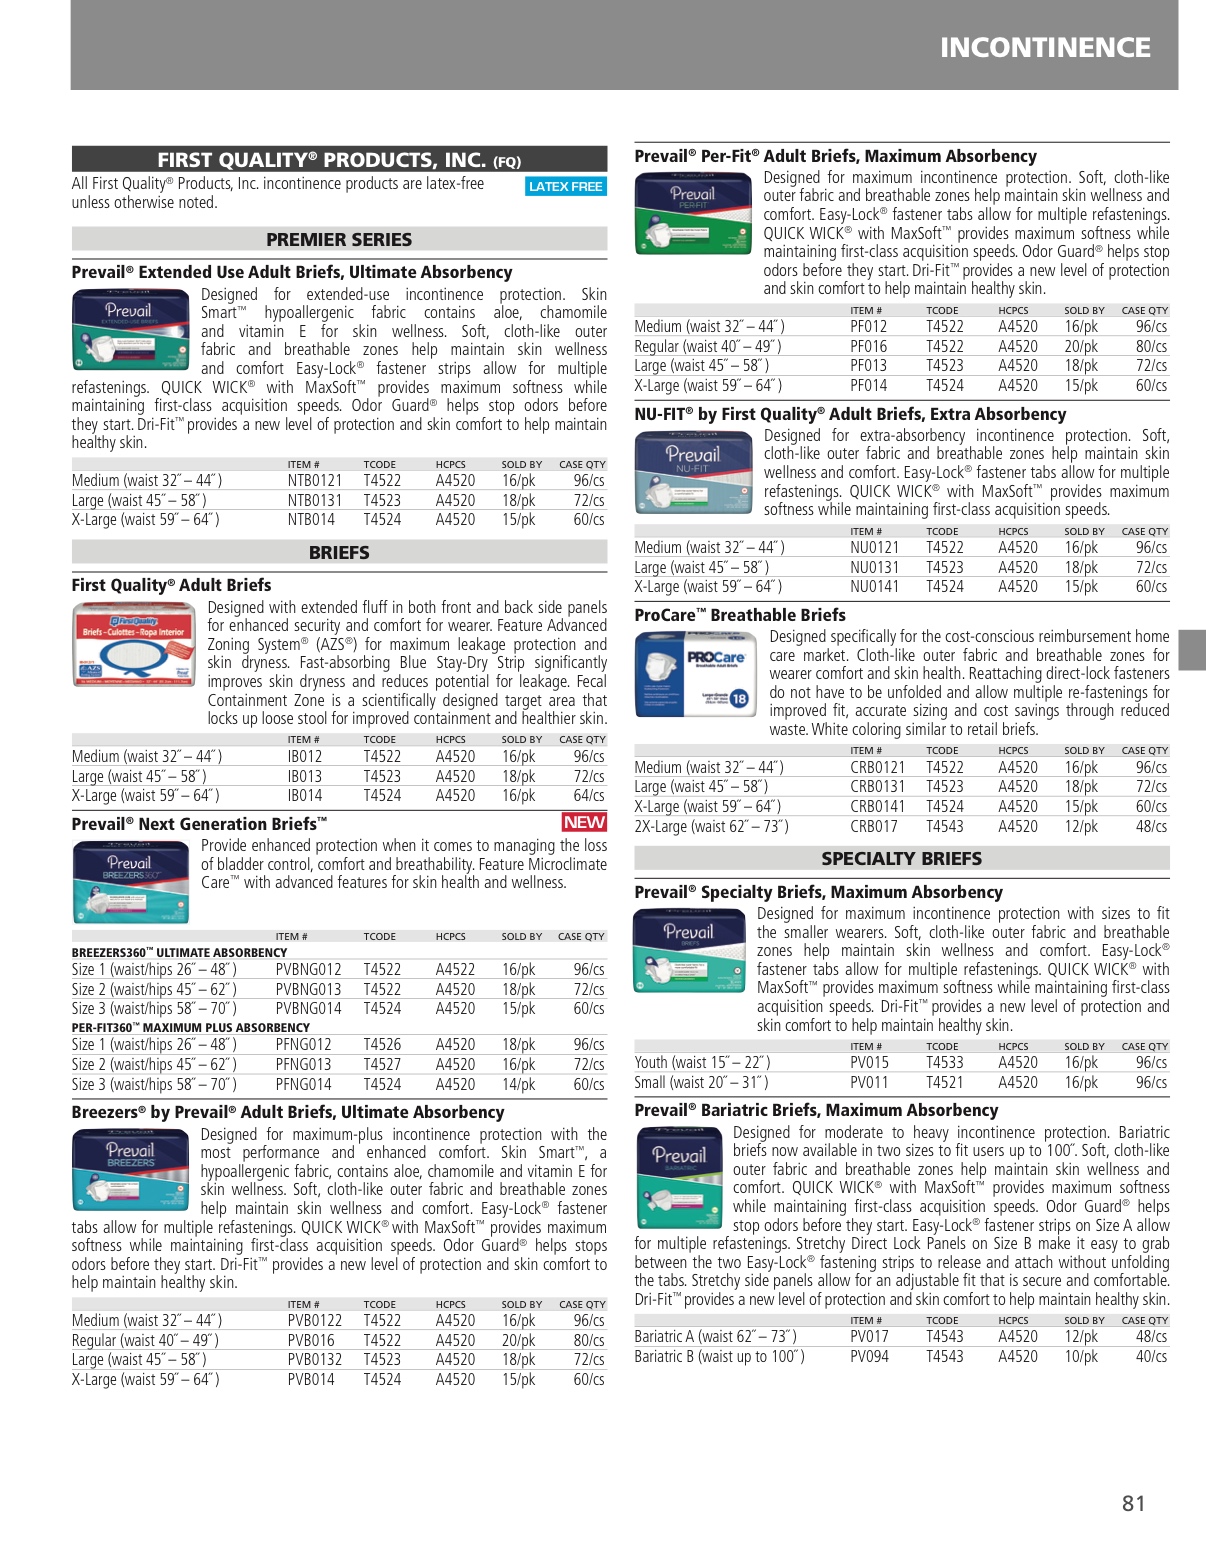 INCONTINENCE
FIRST QUALITY® PRODUCTS, INC. (FQ)
All First Quality® Products, Inc. incontinence products are latex-free
unless otherwise noted.
LATEX FREE
PREMIER SERIES
Prevail® Extended Use Adult Briefs, Ultimate Absorbency
Prevail
EXTENDED USE BRIEFS
Designed for extended-use incontinence protection. Skin
Smart™ hypoallergenic fabric contains aloe, chamomile
and vitamin E for skin wellness. Soft, cloth-like outer
fabric and breathable zones help maintain skin wellness
and comfort Easy-Lock® fastener strips allow for multiple
refastenings. QUICK WICK® with MaxSoft™ provides maximum softness while
maintaining first-class acquisition speeds. Odor Guard® helps stop odors before
they start. Dri-Fit™ provides a new level of protection and skin comfort to help maintain
healthy skin.
ITEM # TCODE HCPCS SOLD BY CASE QTY
Medium (waist 32˝ – 44˝ ) NTB0121 T4522 A4520 16/pk 96/cs
Large (waist 45˝ – 58˝ ) NTB0131 T4523 A4520 18/pk 72/cs
X-Large (waist 59˝ – 64˝ ) NTB014 T4524 A4520 15/pk 60/cs
BRIEFS
First Quality® Adult Briefs
First Quality
Briefs - Culottes - Ropa Interior
AZS
Designed with extended fluff in both front and back side panels
for enhanced security and comfort for wearer. Feature Advanced
Zoning System® (AZS®) for maximum leakage protection and
skin dryness. Fast-absorbing Blue Stay-Dry Strip significantly
improves skin dryness and reduces potential for leakage. Fecal
Containment Zone is a scientifically designed target area that
locks up loose stool for improved containment and healthier skin.
ITEM # TCODE HCPCS SOLD BY CASE QTY
Medium (waist 32˝ – 44˝ ) IB012 T4522 A4520 16/pk 96/cs
Large (waist 45˝ – 58˝ ) IB013 T4523 A4520 18/pk 72/cs
X-Large (waist 59˝ – 64˝ ) IB014 T4524 A4520 16/pk 64/cs
Prevail® Next Generation Briefs™
NEW
Prevail
BREEZERS360°
Provide enhanced protection when it comes to managing the loss
of bladder control, comfort and breathability. Feature Microclimate
Care™ with advanced features for skin health and wellness.
ITEM # TCODE HCPCS SOLD BY CASE QTY
BREEZERS360™ ULTIMATE ABSORBENCY
Size 1 (waist/hips 26˝ – 48˝ ) PVBNG012 T4522 A4522 16/pk 96/cs
Size 2 (waist/hips 45˝ – 62˝ ) PVBNG013 T4522 A4522 18/pk 72/cs
Size 3 (waist/hips 58˝ – 70˝ ) PVBNG014 T4524 A4520 15/pk 60/cs
PER-FIT360™ MAXIMUM PLUS ABSORBENCY
Size 1 (waist/hips 26˝ – 48˝ ) PFNG012 T4526 A4520 18/pk 96/cs
Size 2 (waist/hips 45˝ – 62˝ ) PFNG013 T4527 A4520 16/pk 72/cs
Size 3 (waist/hips 58˝ – 70˝ ) PFNG014 T4524 A4520 14/pk 60/cs
Breezers® by Prevail® Adult Briefs, Ultimate Absorbency
Prevail
BREEZERS
Designed for maximum-plus incontinence protection with the
most performance and enhanced comfort. Skin Smart™, a
hypoallergenic fabric, contains aloe, chamomile and vitamin E for
skin wellness. Soft, cloth-like outer fabric and breathable zones
help maintain skin wellness and comfort. Easy-Lock® fastener
tabs allow for multiple refastenings. QUICK WICK® with MaxSoft™ provides maximum
softness while maintaining first-class acquisition speeds. Odor Guard® helps stops
odors before they start. Dri-Fit™ provides a new level of protection and skin comfort to
help maintain healthy skin.
ITEM # TCODE HCPCS SOLD BY CASE QTY
Medium (waist 32˝ – 44˝ ) PVB0122 T4522 A4520 16/pk 96/cs
Regular (waist 40˝ – 49˝ ) PVB016 T4522 A4520 20/pk 80/cs
Large (waist 45˝ – 58˝ ) PVB0132 T4523 A4520 18/pk 72/cs
X-Large (waist 59˝ – 64˝ ) PVB014 T4524 A4520 15/pk 60/cs
Prevail® Per-Fit® Adult Briefs, Maximum Absorbency
Prevail
PER-FIT
Designed for maximum incontinence protection. Soft, cloth-like
outer fabric and breathable zones help maintain skin wellness and
comfort. Easy-Lock® fastener tabs allow for multiple refastenings.
QUICK WICK® with MaxSoft™ provides maximum softness while
maintaining first-class acquisition speeds. Odor Guard® helps stop
odors before they start. Dri-Fit™ provides a new level of protection
and skin comfort to help maintain healthy skin.
ITEM # TCODE HCPCS SOLD BY CASE QTY
Medium (waist 32˝ – 44˝ ) PF012 T4522 A4520 16/pk 96/cs
Regular (waist 40˝ – 49˝ ) PF016 T4522 A4520 20/pk 80/cs
Large (waist 45˝ – 58˝ ) PF013 T4523 A4520 18/pk 72/cs
X-Large (waist 59˝ – 64˝ ) PF014 T4524 A4520 15/pk 60/cs
NU-FIT® by First Quality® Adult Briefs, Extra Absorbency
Prevail
NU-FIT
Designed for extra-absorbency incontinence protection. Soft,
cloth-like outer fabric and breathable zones help maintain skin
wellness and comfort. Easy-Lock® fastener tabs allow for multiple
refastenings. QUICK WICK® with MaxSoft™ provides maximum
softness while maintaining first-class acquisition speeds.
ITEM # TCODE HCPCS SOLD BY CASE QTY
Medium (waist 32˝ – 44˝ ) NU0121 T4522 A4520 16/pk 96/cs
Large (waist 45˝ – 58˝ ) NU0131 T4523 A4520 18/pk 72/cs
X-Large (waist 59˝ – 64˝ ) NU0141 T4524 A4520 15/pk 60/cs
ProCare™ Breathable Briefs
PROCare
Breathable Adult Briefs
18
Designed specifically for the cost-conscious reimbursement home
care market. Cloth-like outer fabric and breathable zones for
wearer comfort and skin health. Reattaching direct-lock fasteners
do not have to be unfolded and allow multiple re-fastenings for
improved fit, accurate sizing and cost savings through reduced
waste. White coloring similar to retail briefs.
ITEM # TCODE HCPCS SOLD BY CASE QTY
Medium (waist 32˝ – 44˝ ) CRB0121 T4522 A4520 16/pk 96/cs
Large (waist 45˝ – 58˝ ) CRB0131 T4523 A4520 18/pk 72/cs
X-Large (waist 59˝ – 64˝ ) CRB0141 T4524 A4520 15/pk 60/cs
2X-Large (waist 62˝ – 73˝ ) CRB017 T4543 A4520 12/pk 48/cs
SPECIALTY BRIEFS
Prevail® Specialty Briefs, Maximum Absorbency
Prevail
BRIEFS
Designed for maximum incontinence protection with sizes to fit
the smaller wearers. Soft, cloth-like outer fabric and breathable
zones help maintain skin wellness and comfort. Easy-Lock®
fastener tabs allow for multiple refastenings. QUICK WICK® with
MaxSoft™ provides maximum softness while maintaining first-class
acquisition speeds. Dri-Fit™ provides a new level of protection and
skin comfort to help maintain healthy skin.
ITEM # TCODE HCPCS SOLD BY CASE QTY
Youth (waist 15˝ – 22˝ ) PV015 T4533 A4520 16/pk 96/cs
Small (waist 20˝ – 31˝ ) PV011 T4521 A4520 16/pk 96/cs
Prevail® Bariatric Briefs, Maximum Absorbency
Prevail
BARIATRIC
Designed for moderate to heavy incontinence protection. Bariatric
briefs now available in two sizes to fit users up to 100˝. Soft, cloth-like
outer fabric and breathable zones help maintain skin wellness and
comfort. QUICK WICK® with MaxSoft™ provides maximum softness
while maintaining first-class acquisition speeds. Odor Guard® helps
stop odors before they start. Easy-Lock® fastener strips on Size A allow
for multiple refastenings. Stretchy Direct Lock Panels on Size B make it easy to grab
between the two Easy-Lock® fastening strips to release and attach without unfolding
the tabs. Stretchy side panels allow for an adjustable fit that is secure and comfortable.
Dri-Fit™ provides a new level of protection and skin comfort to help maintain healthy skin.
ITEM # TCODE HCPCS SOLD BY CASE QTY
Bariatric A (waist 62˝ – 73˝ ) PV017 T4543 A4520 12/pk 48/cs
Bariatric B (waist up to 100˝ ) PV094 T4543 A4520 10/pk 40/cs
81